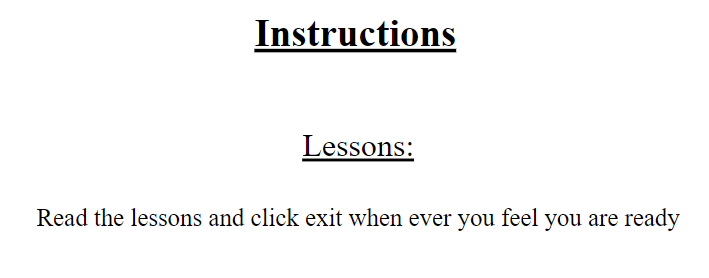 Instructions
Lessons:
Read the lessons and click exit when ever you feel you are ready